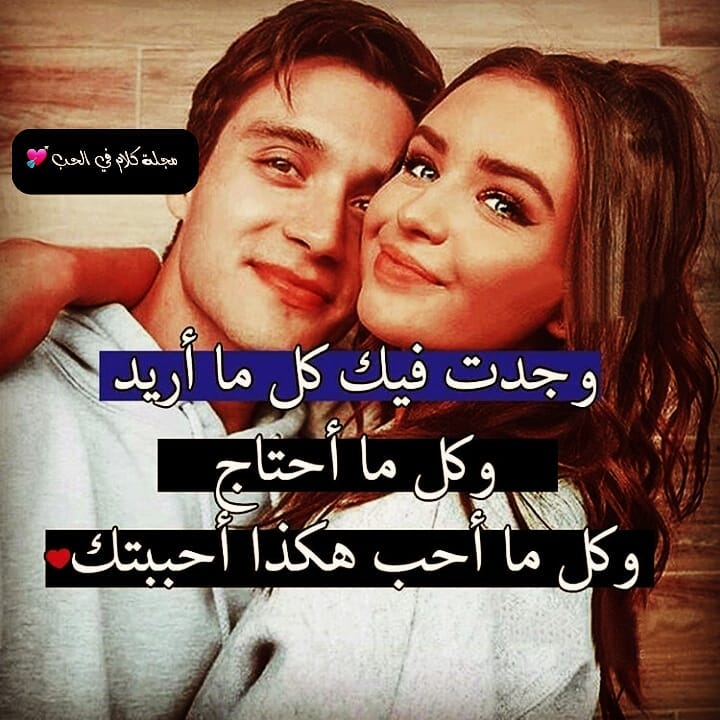 مجلة كلام في الحب 💘
وجدت فيك كل ما أريد
وكل ما أحتاج
وكل ما أحب هكذا أحببتك❤